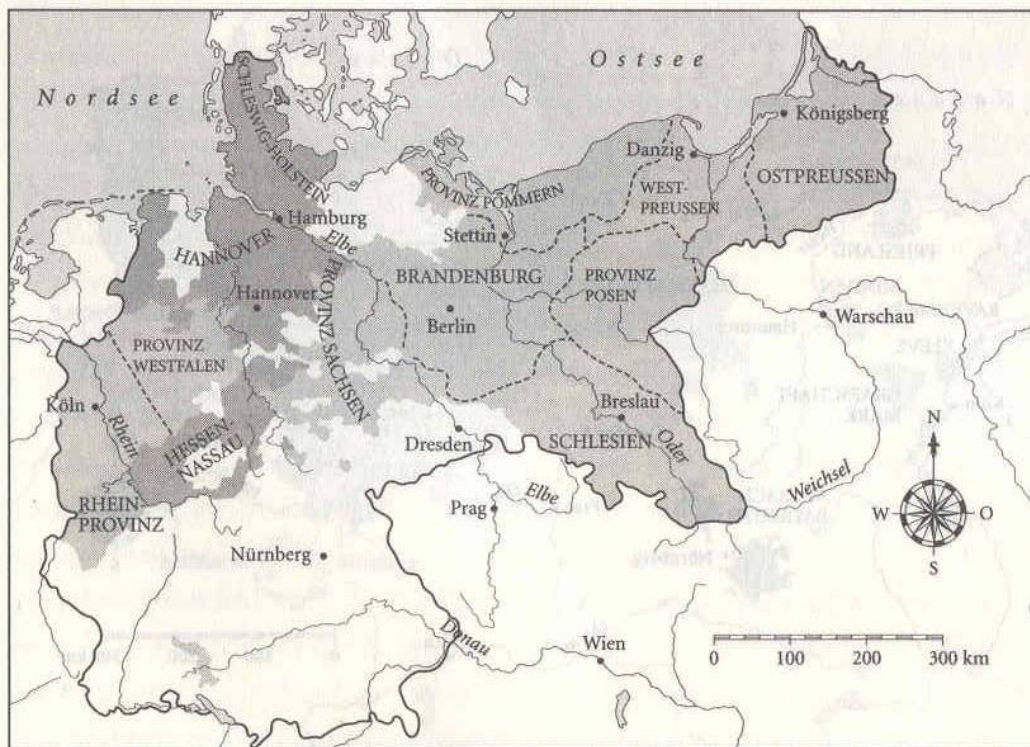 Nordsee
Ostsee
SCHLESWIG-HOLSTEIN
Königsberg
Danzig
OSTPREUSSEN
WEST-
PREUSSEN
PROVINZ POMMERN
Hamburg
Stettin
Elbe
HANNOVER
BRANDENBURG
PROVINZ
POSEN
Hannover
PROVINZ SACHSEN
Berlin
Warschau
PROVINZ
WESTFALEN
Köln
Rhein
HESSEN-
NASSAU
Breslau
Dresden
SCHLESIEN
Oder
N
W
O
S
Weichsel
RHEIN-
PROVINZ
Elbe
Prag
Nürnberg
Donau
Wien
0 100 200 300 km